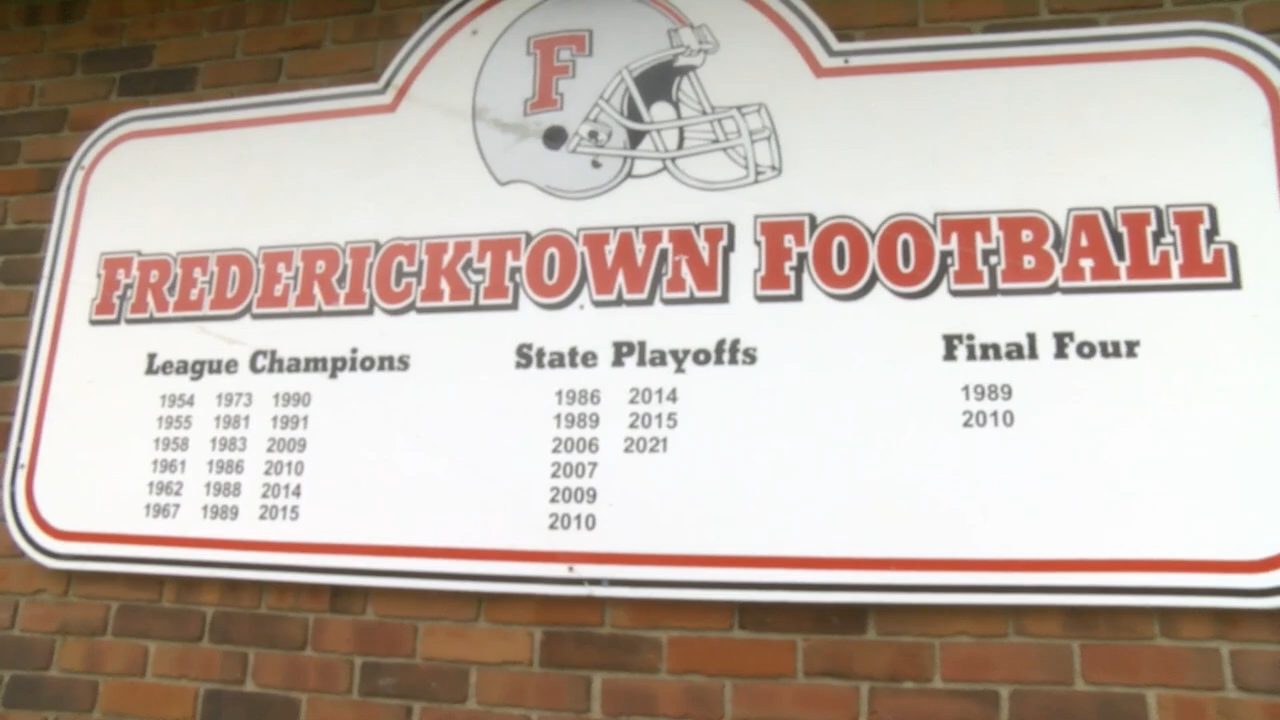 F
FREDERICKTOWN FOOTBALL
League Champions
1954 1973 1990
1955 1981 1991
1958 1983 2009
1961 1986 2010
1962 1988 2014
1967 1989 2015
State Playoffs
1986 2014
1989 2015
2006 2021
2007
2009
2010
Final Four
1989
2010